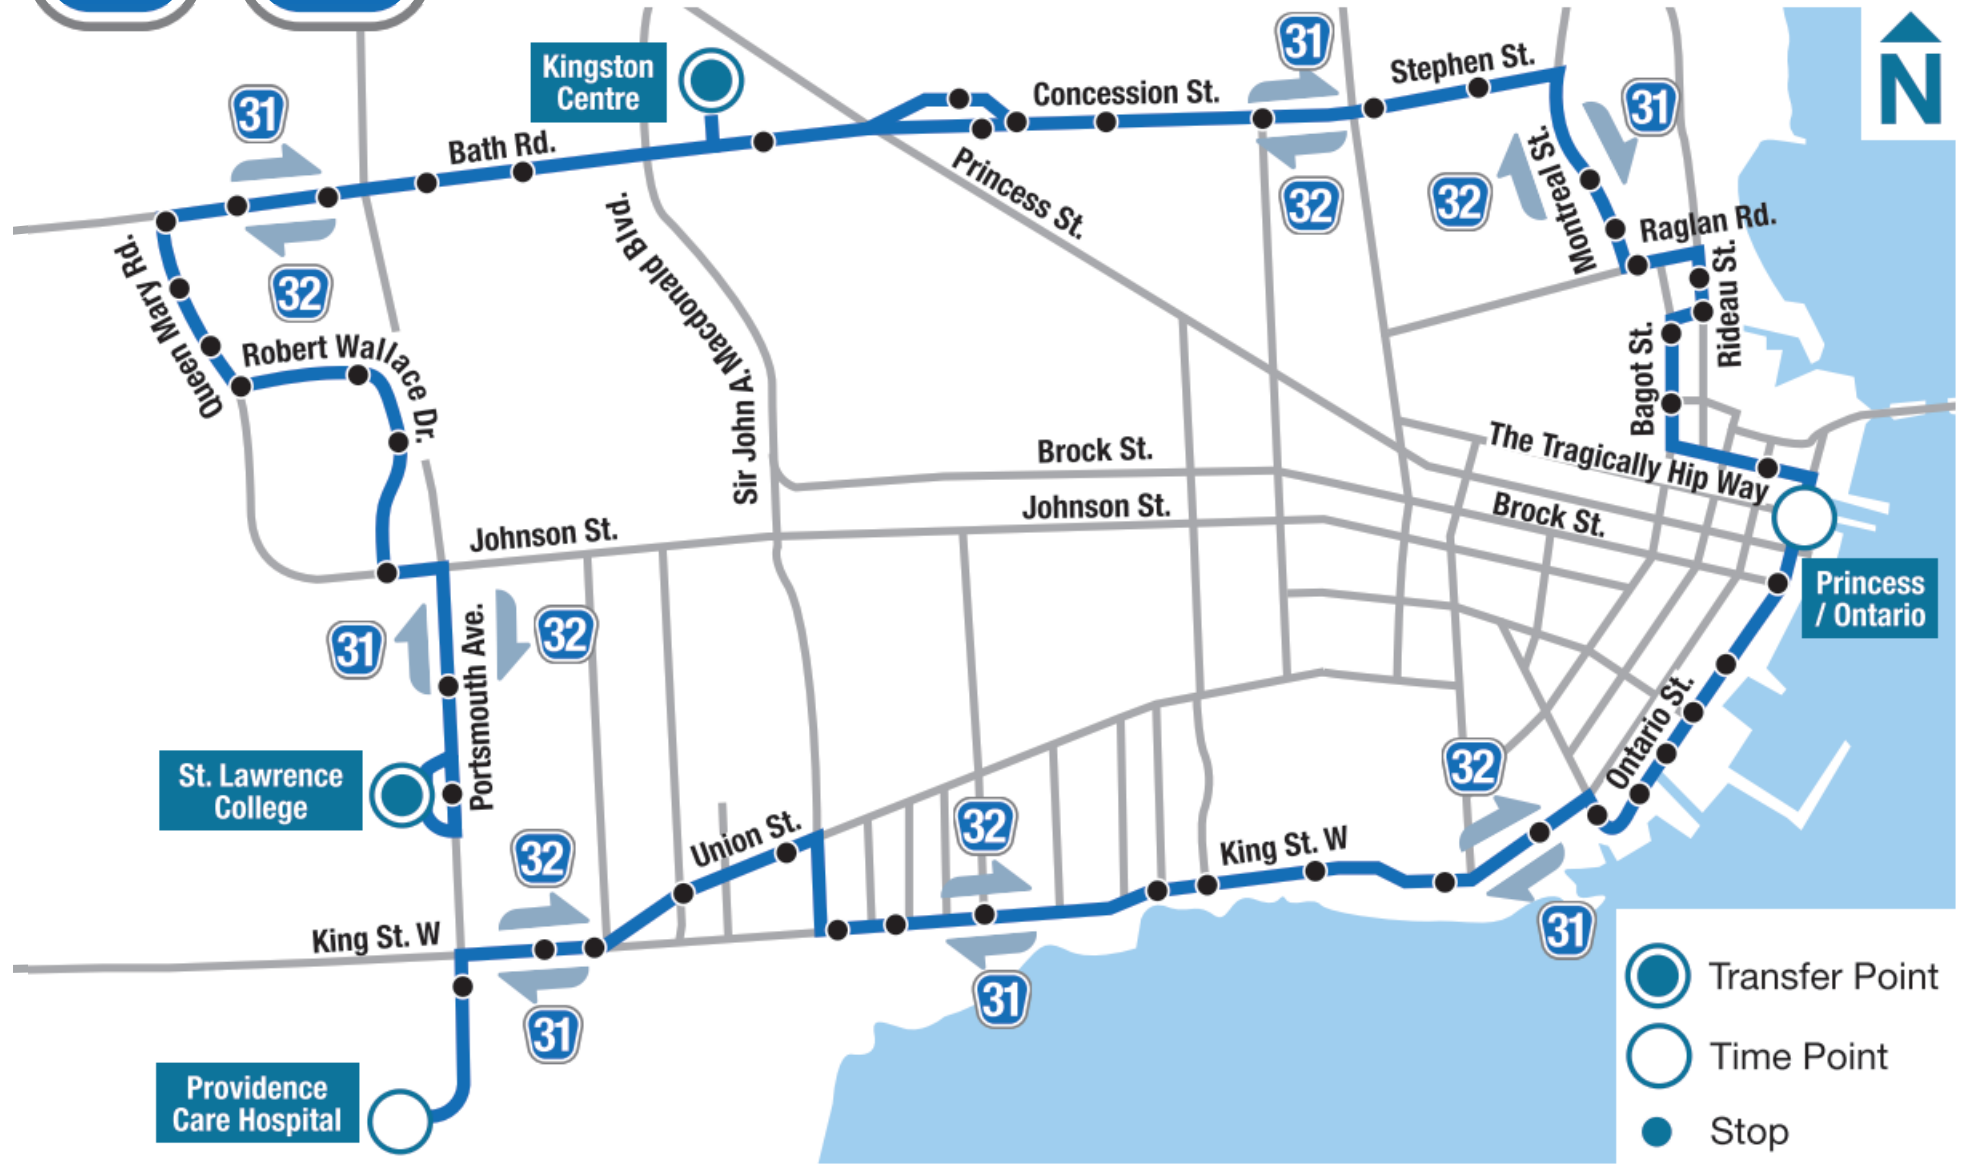 31
Kingston
Centre
Concession St.
Stephen St.
31
N
31
Bath Rd.
Princess St.
32
32
Montreal St.
Raglan Rd.
Rideau St.
Queen Mary Rd.
32
Robert Wallace Dr.
Sir John A. Macdonald Blvd.
Bagot St.
Brock St.
The Tragically Hip Way
Johnson St.
Johnson St.
Brock St.
Princess
/ Ontario
31
32
Portsmouth Ave.
St. Lawrence
College
Ontario St.
32
32
32
Union St.
King St. W
King St. W
31
31
31
Providence
Care Hospital
Transfer Point
Time Point
Stop